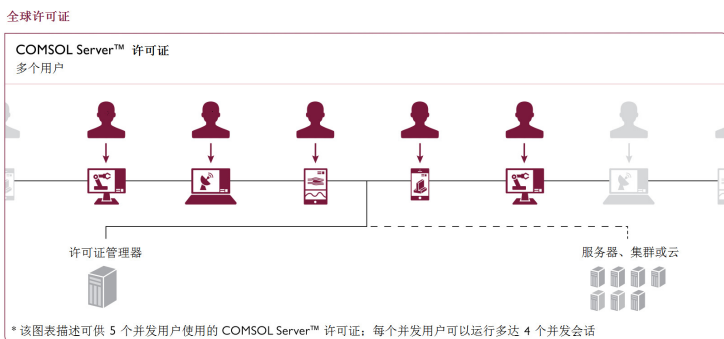 全球许可证
COMSOL Server™ 许可证
多个用户
许可证管理器
服务器、集群或云
* 该图表描述可供 5 个并发用户使用的 COMSOL Server™ 许可证；每个并发用户可以运行多达 4 个并发会话